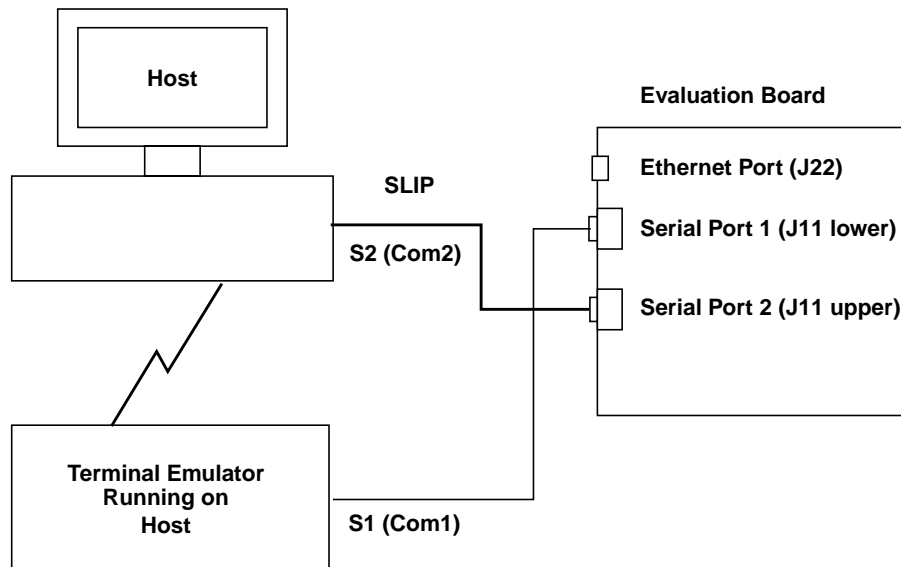 Host
Evaluation Board
Ethernet Port (J22)
SLIP
Serial Port 1 (J11 lower)
S2 (Com2)
Serial Port 2 (J11 upper)
Terminal Emulator
Running on
Host
S1 (Com1)